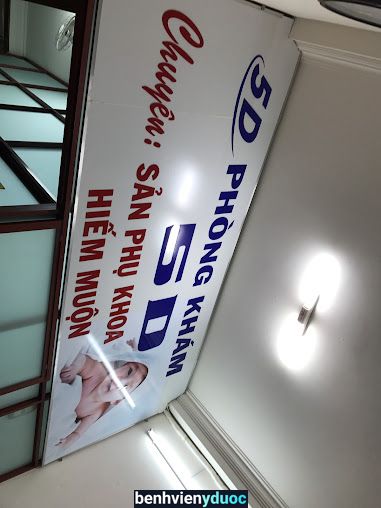 5D PHÒNG KHÁM
5D
Chuyên: SẢN PHỤ KHOA
HIẾM MUỘN
benhvienyduoc